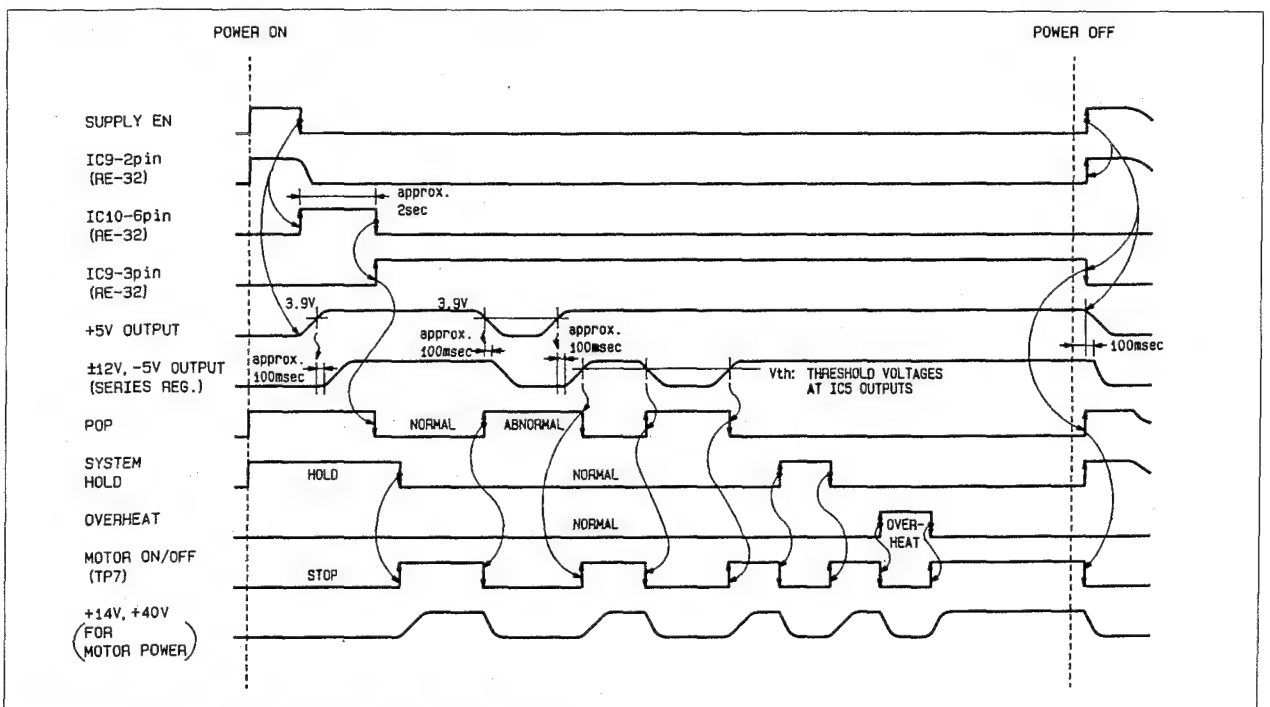 POWER ON
POWER OFF
SUPPLY EN
IC9-2pin
(RE-32)
approx.
2sec
IC10-6pin
(RE-32)
IC9-3pin
(RE-32)
3.9V
3.9V
+5V OUTPUT
approx.
100msec
approx.
100msec
±12V, -5V OUTPUT
(SERIES REG.)
approx.
100msec
100msec
Vth: THRESHOLD VOLTAGES
AT IC5 OUTPUTS
POP
NORMAL
ABNORMAL
SYSTEM
HOLD
HOLD
NORMAL
OVERHEAT
NORMAL
OVER-
HEAT
MOTOR ON/OFF
(TP7)
STOP
+14V, +40V
(FOR
MOTOR POWER)